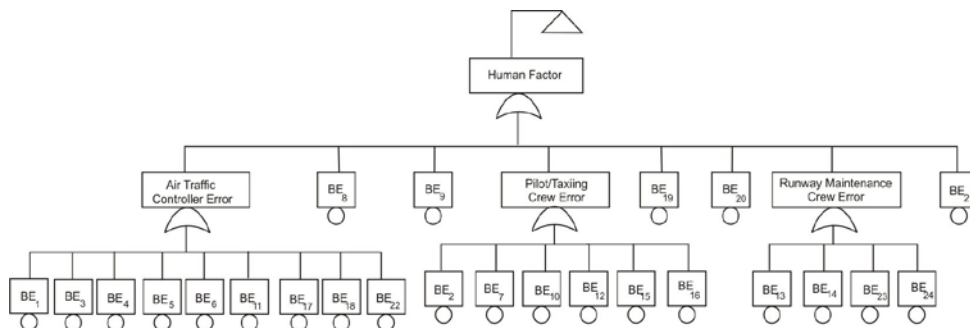 Human Factor
Air Traffic
Controller Error
BE8
BE9
Pilot/Taxiing
Crew Error
BE19
BE20
Runway Maintenance
Crew Error
BE2
BE1
BE3
BE4
BE5
BE6
BE11
BE17
BE18
BE22
BE2
BE7
BE10
BE12
BE15
BE16
BE13
BE14
BE23
BE24